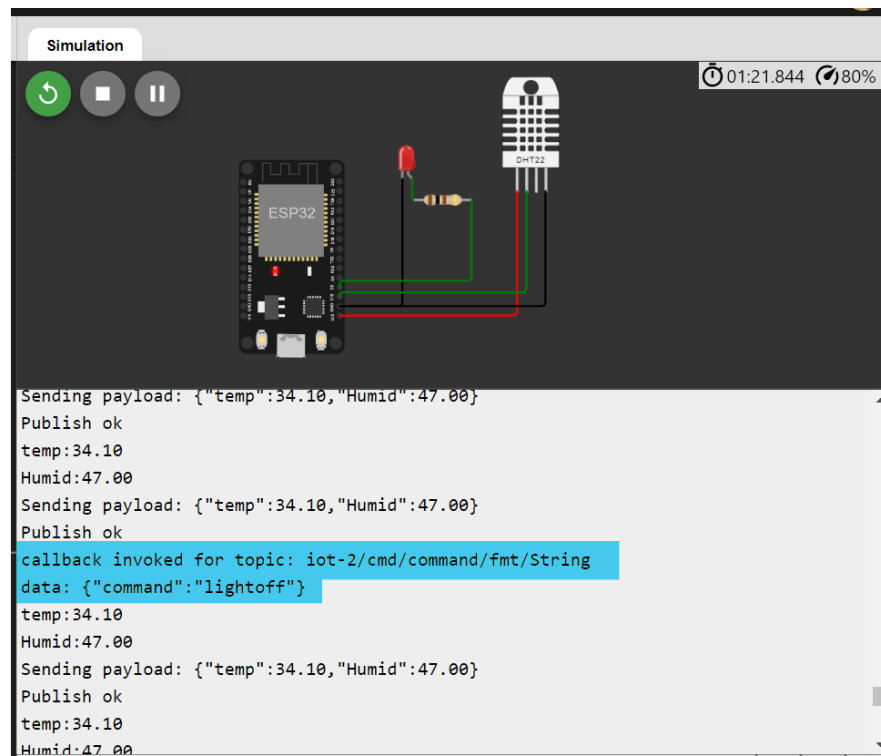 Simulation
01:21.844 80%
DHT22
ESP32
Sending payload: {"temp":34.10,"Humid":47.00}
Publish ok
temp:34.10
Humid:47.00
Sending payload: {"temp":34.10,"Humid":47.00}
Publish ok
callback invoked for topic: iot-2/cmd/command/fmt/String
data: {"command":"lightoff"}
temp:34.10
Humid:47.00
Sending payload: {"temp":34.10,"Humid":47.00}
Publish ok
temp:34.10
Humid:47.00